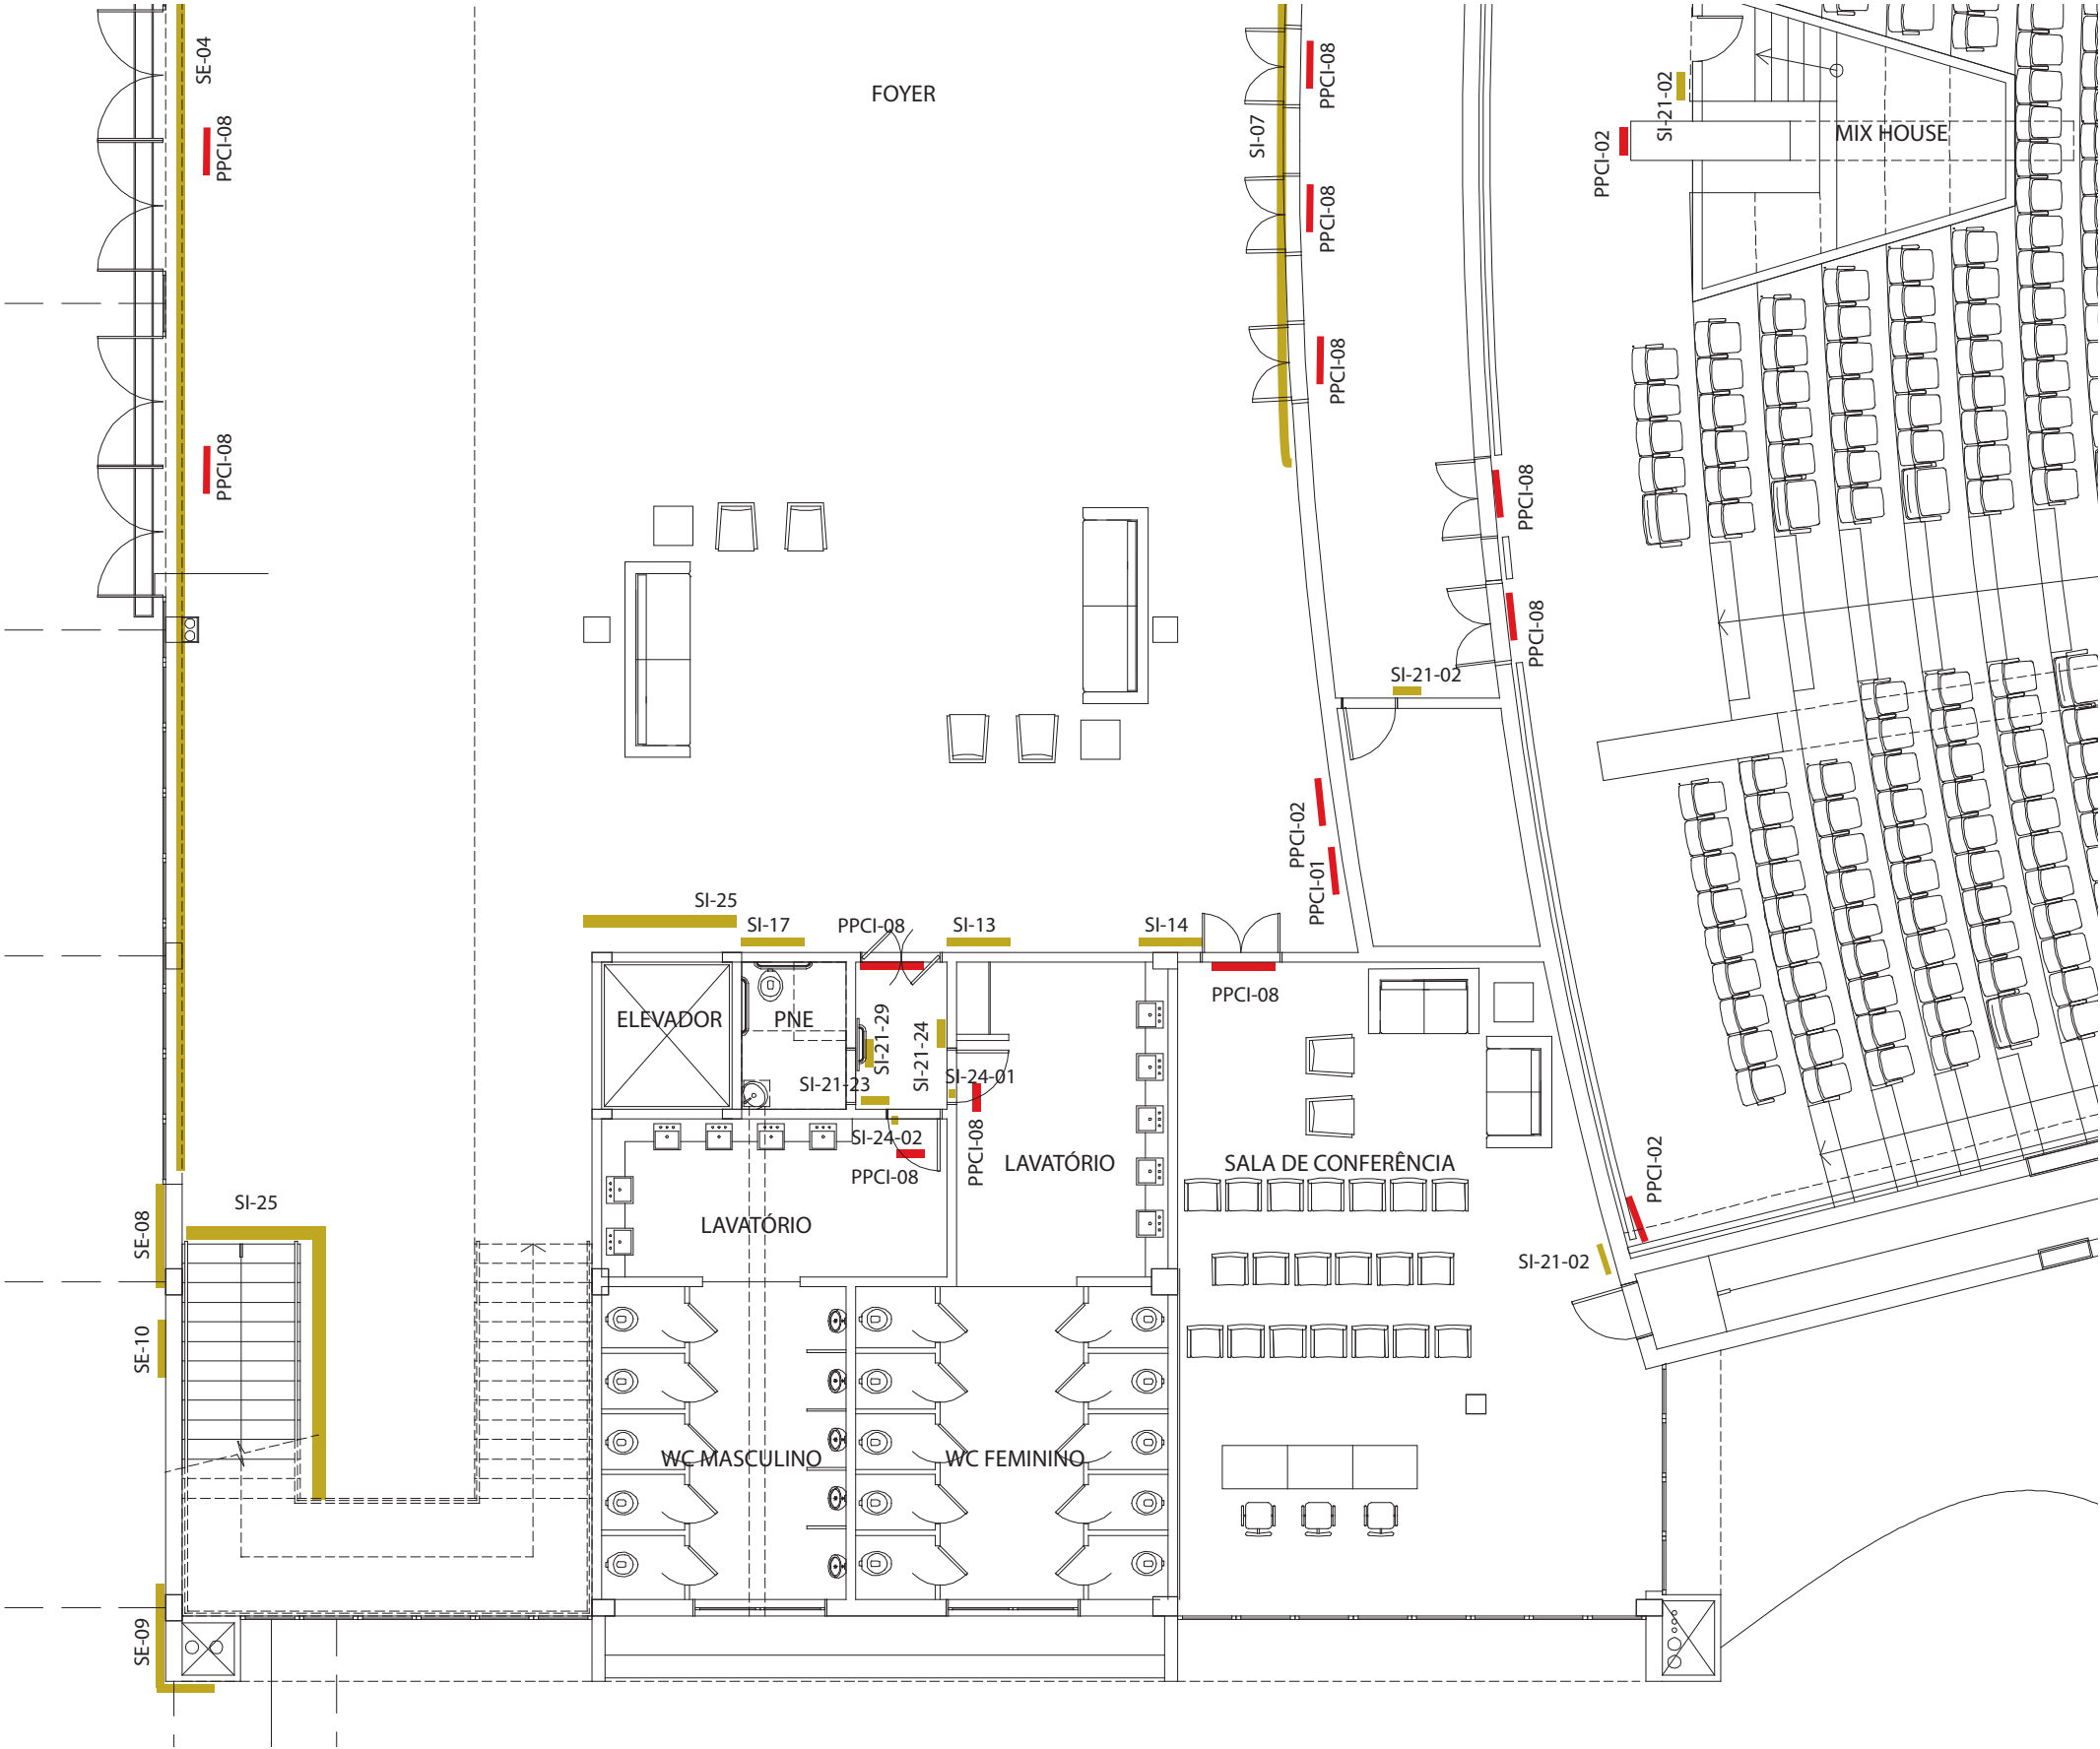 SE-04
FOYER
PPCI-08
SI-21-02
PPCI-08
SI-07
PPCI-02
MIX HOUSE
PPCI-08
PPCI-08
PPCI-08
PPCI-08
PPCI-08
PPCI-08
SI-21-02
PPCI-02
PPCI-01
SI-25
SI-17
PPCI-08
SI-13
SI-14
PPCI-08
ELEVADOR
PNE
SI-21-29
SI-21-24
SI-21-23
SI-24-01
SI-24-02
PPCI-08
PPCI-08
LAVATÓRIO
SALA DE CONFERÊNCIA
PPCI-02
SI-25
SE-08
LAVATÓRIO
SI-21-02
SE-10
WC MASCULINO
WC FEMININO
SE-09